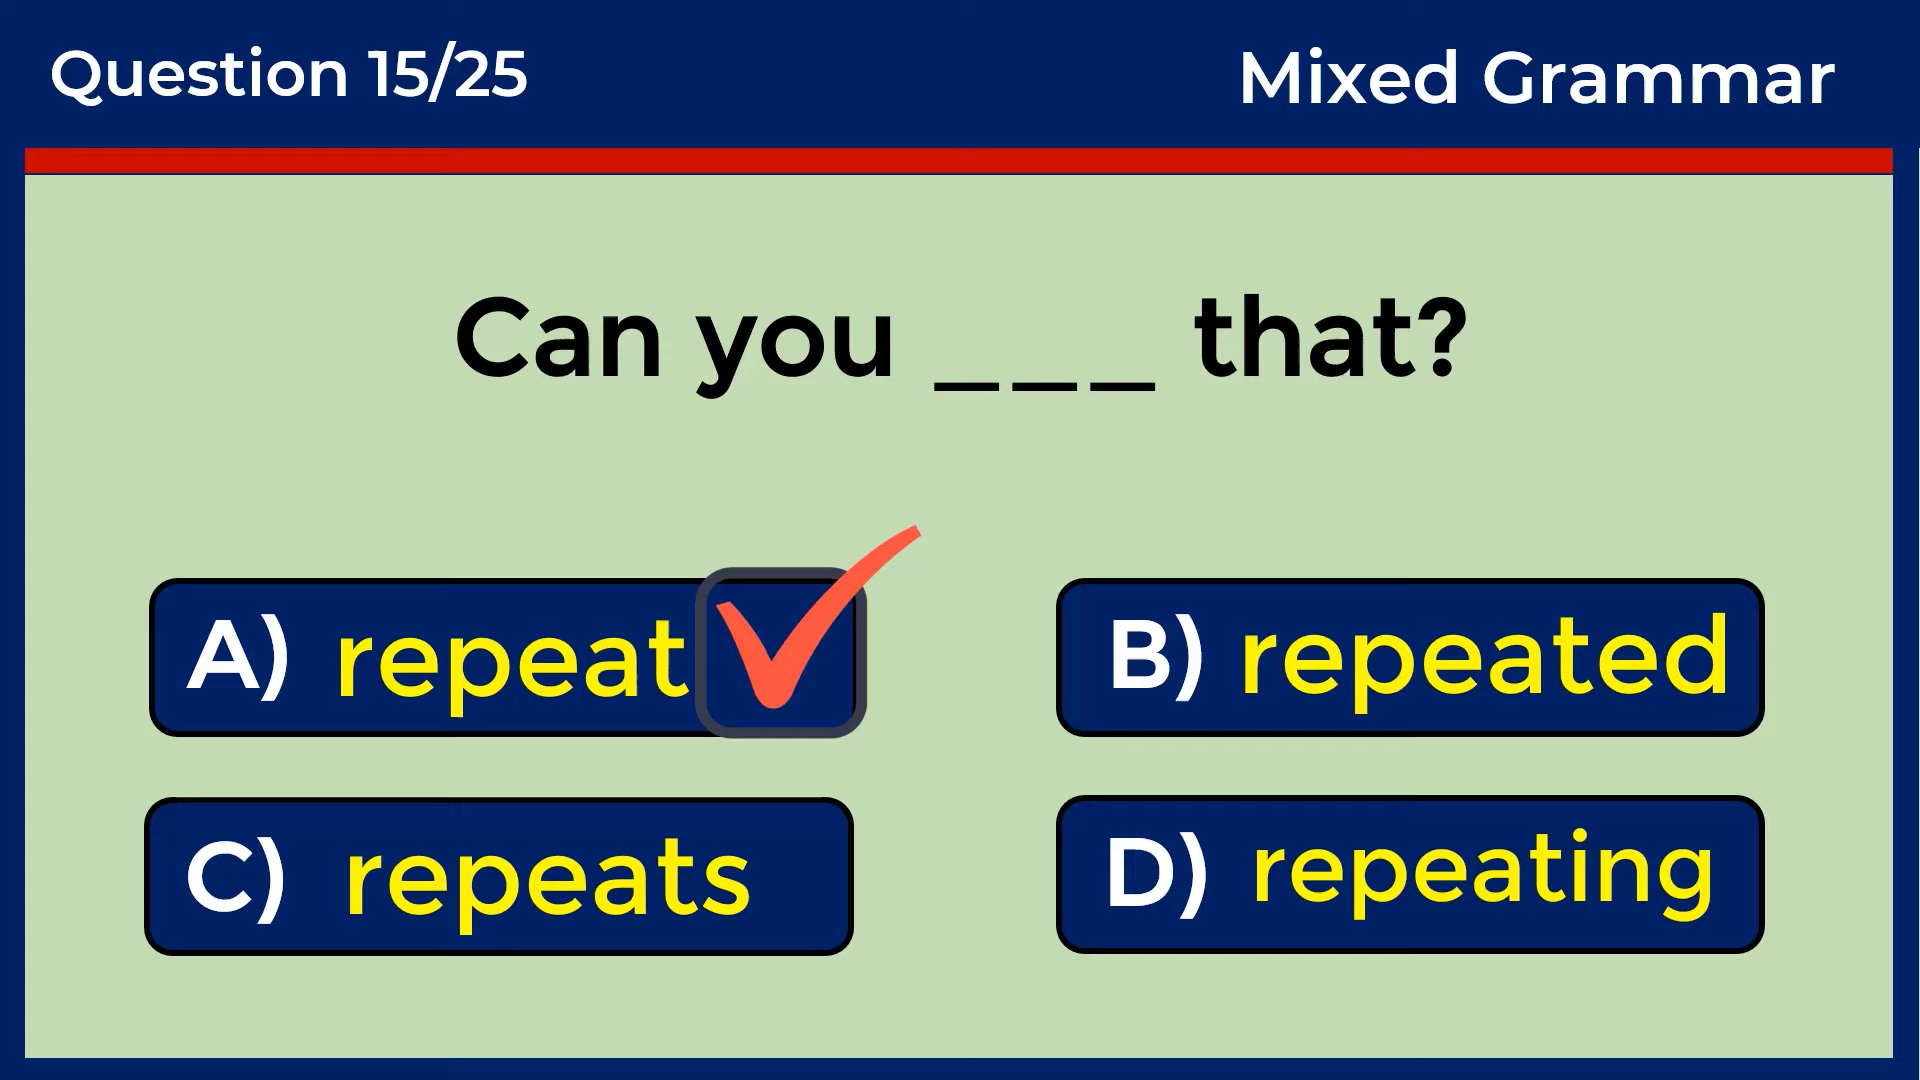 Question 15/25
Mixed Grammar
Can you ___ that?
A) repeat
B) repeated
C) repeats
D) repeating